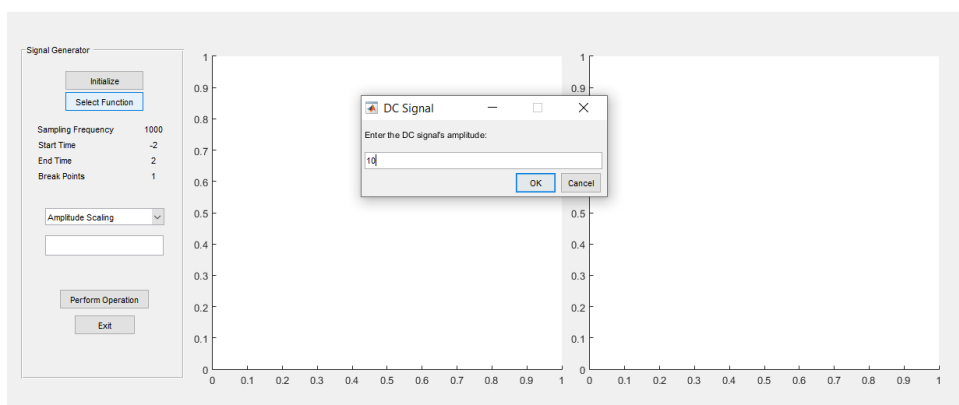 Signal Generator
Initialize
Select Function
Sampling Frequency 1000
Start Time -2
End Time 2
Break Points 1
Amplitude Scaling
Perform Operation
Exit
1
0.9
0.8
0.7
0.6
0.5
0.4
0.3
0.2
0.1
0
0 0.1 0.2 0.3 0.4 0.5 0.6 0.7 0.8 0.9 1
DC Signal
Enter the DC signal's amplitude:
10
OK Cancel
1
0.9
0.5
0.4
0.3
0.2
0.1
0
0 0.1 0.2 0.3 0.4 0.5 0.6 0.7 0.8 0.9 1